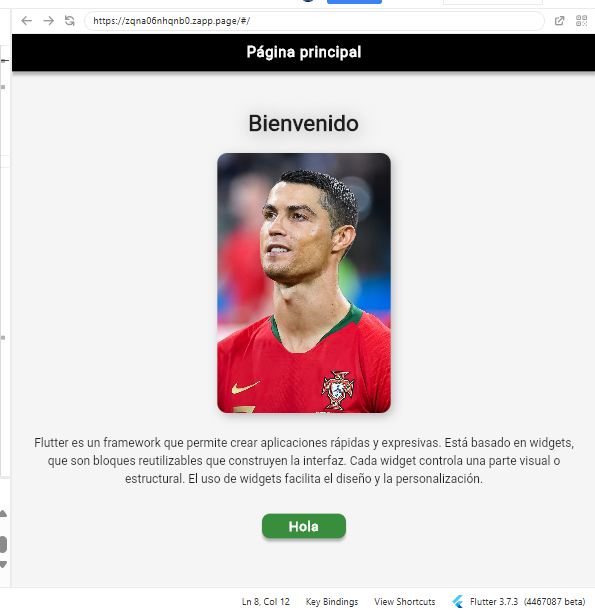 https://zqna06nhqnb0.zapp.page/#/
Página principal
Bienvenido
Flutter es un framework que permite crear aplicaciones rápidas y expresivas. Está basado en widgets,
que son bloques reutilizables que construyen la interfaz. Cada widget controla una parte visual o
estructural. El uso de widgets facilita el diseño y la personalización.
Hola
Ln 8, Col 12 Key Bindings View Shortcuts Flutter 3.7.3 (4467087 beta)